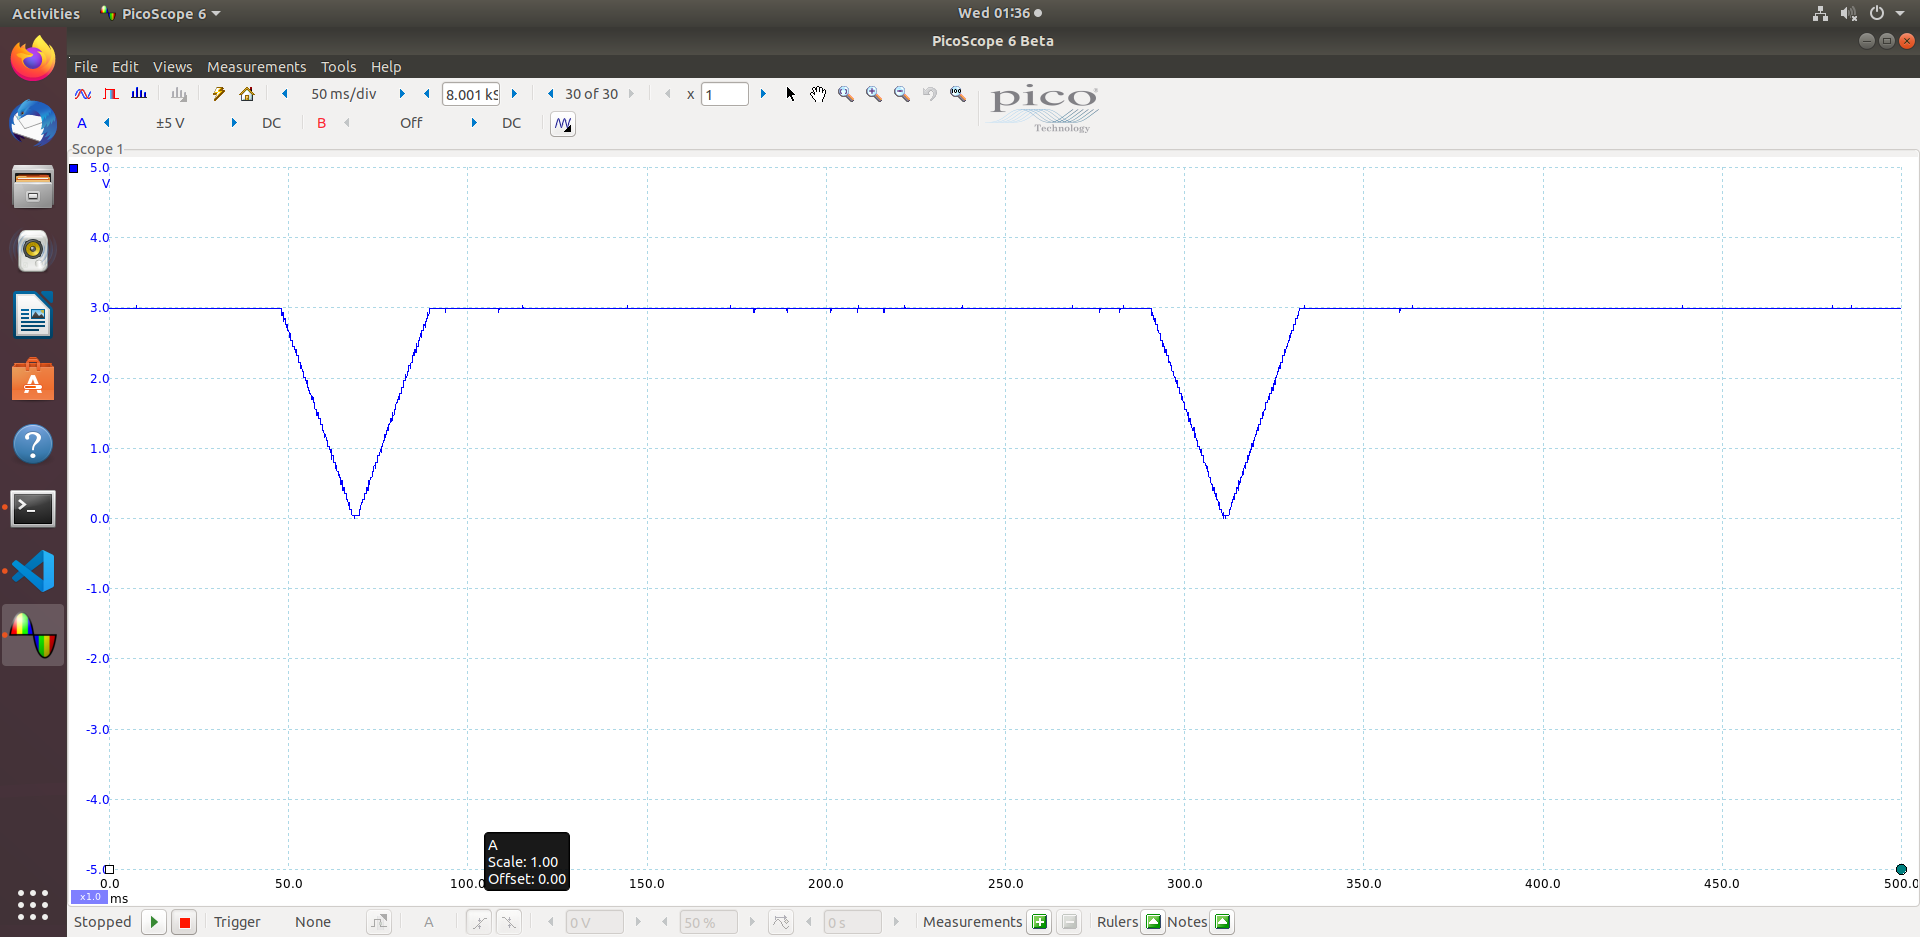 Activities PicoScope 6 Wed 01:36
PicoScope 6 Beta
File Edit Views Measurements Tools Help
50 ms/div 8.001 kS 30 of 30 x 1
pico
Technology
A ±5 V DC B Off DC
Scope 1
5.0
V
4.0
3.0
2.0
1.0
0.0
-1.0
-2.0
-3.0
-4.0
-5.0
A
Scale: 1.00
Offset: 0.00
0.0 50.0 100.0 150.0 200.0 250.0 300.0 350.0 400.0 450.0 500.0
x1.0 ms
Stopped Trigger None A 0 V 50 % 0 s Measurements Rulers Notes